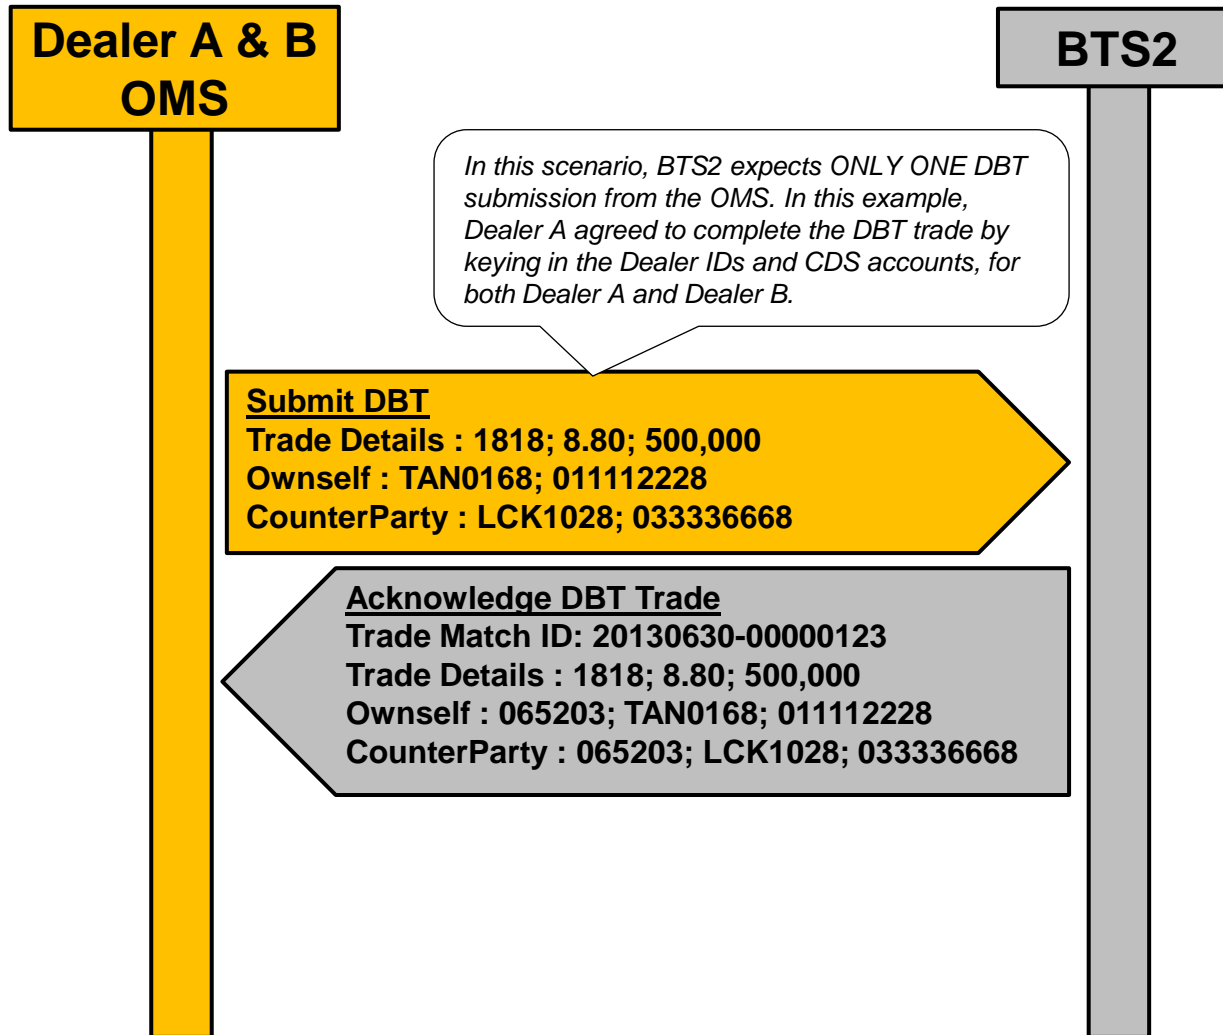 Dealer A & B
OMS
BTS2
In this scenario, BTS2 expects ONLY ONE DBT
submission from the OMS. In this example,
Dealer A agreed to complete the DBT trade by
keying in the Dealer IDs and CDS accounts, for
both Dealer A and Dealer B.
Submit DBT
Trade Details : 1818; 8.80; 500,000
Ownself : TAN0168; 011112228
CounterParty : LCK1028; 033336668
Acknowledge DBT Trade
Trade Match ID: 20130630-00000123
Trade Details : 1818; 8.80; 500,000
Ownself : 065203; TAN0168; 011112228
CounterParty : 065203; LCK1028; 033336668